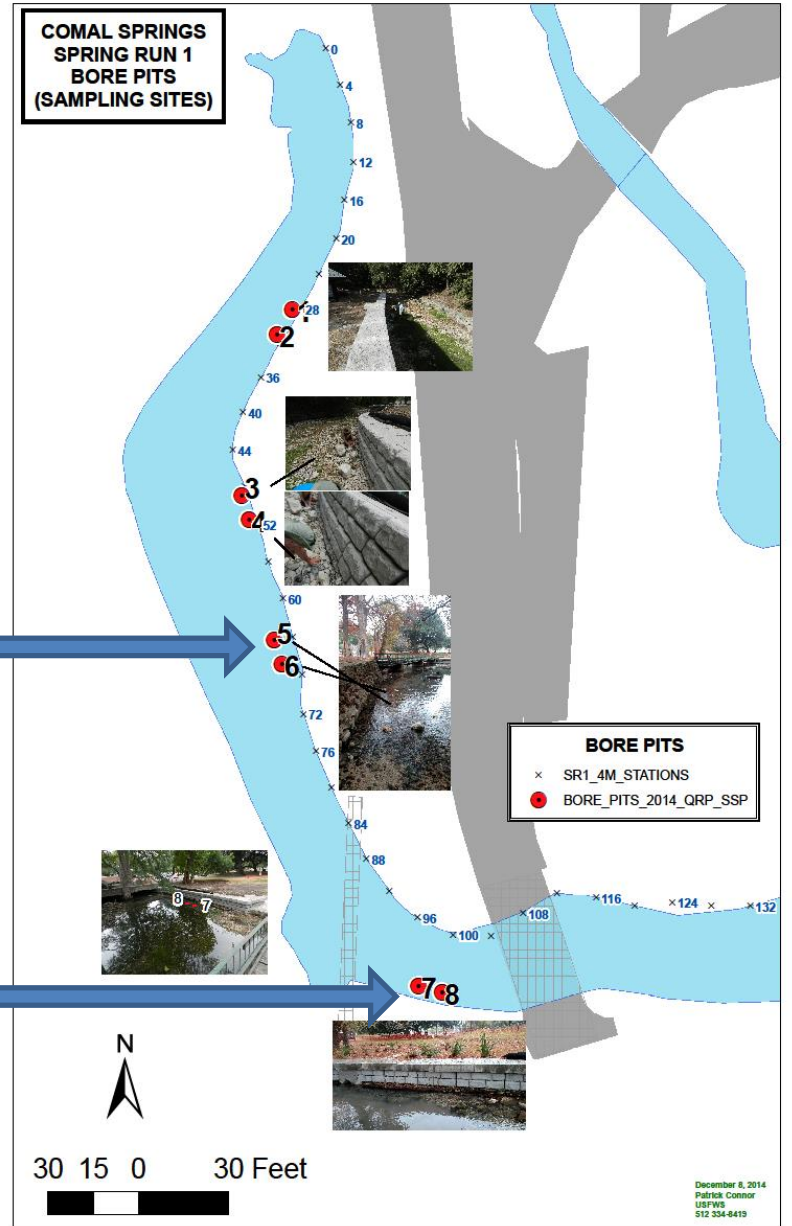 COMAL SPRINGS
SPRING RUN 1
BORE PITS
(SAMPLING SITES)
0
4
8
12
16
20
1
28
2
36
40
44
3
4
52
60
5
6
72
76
BORE PITS
SR1_4M_STATIONS
BORE_PITS_2014_QRP_SSP
84
88
8
7
96
100
108
116
124
132
7
8
N
30 15 0 30 Feet
December 8, 2014
Patrick Connor
USFWS
512 334-8419